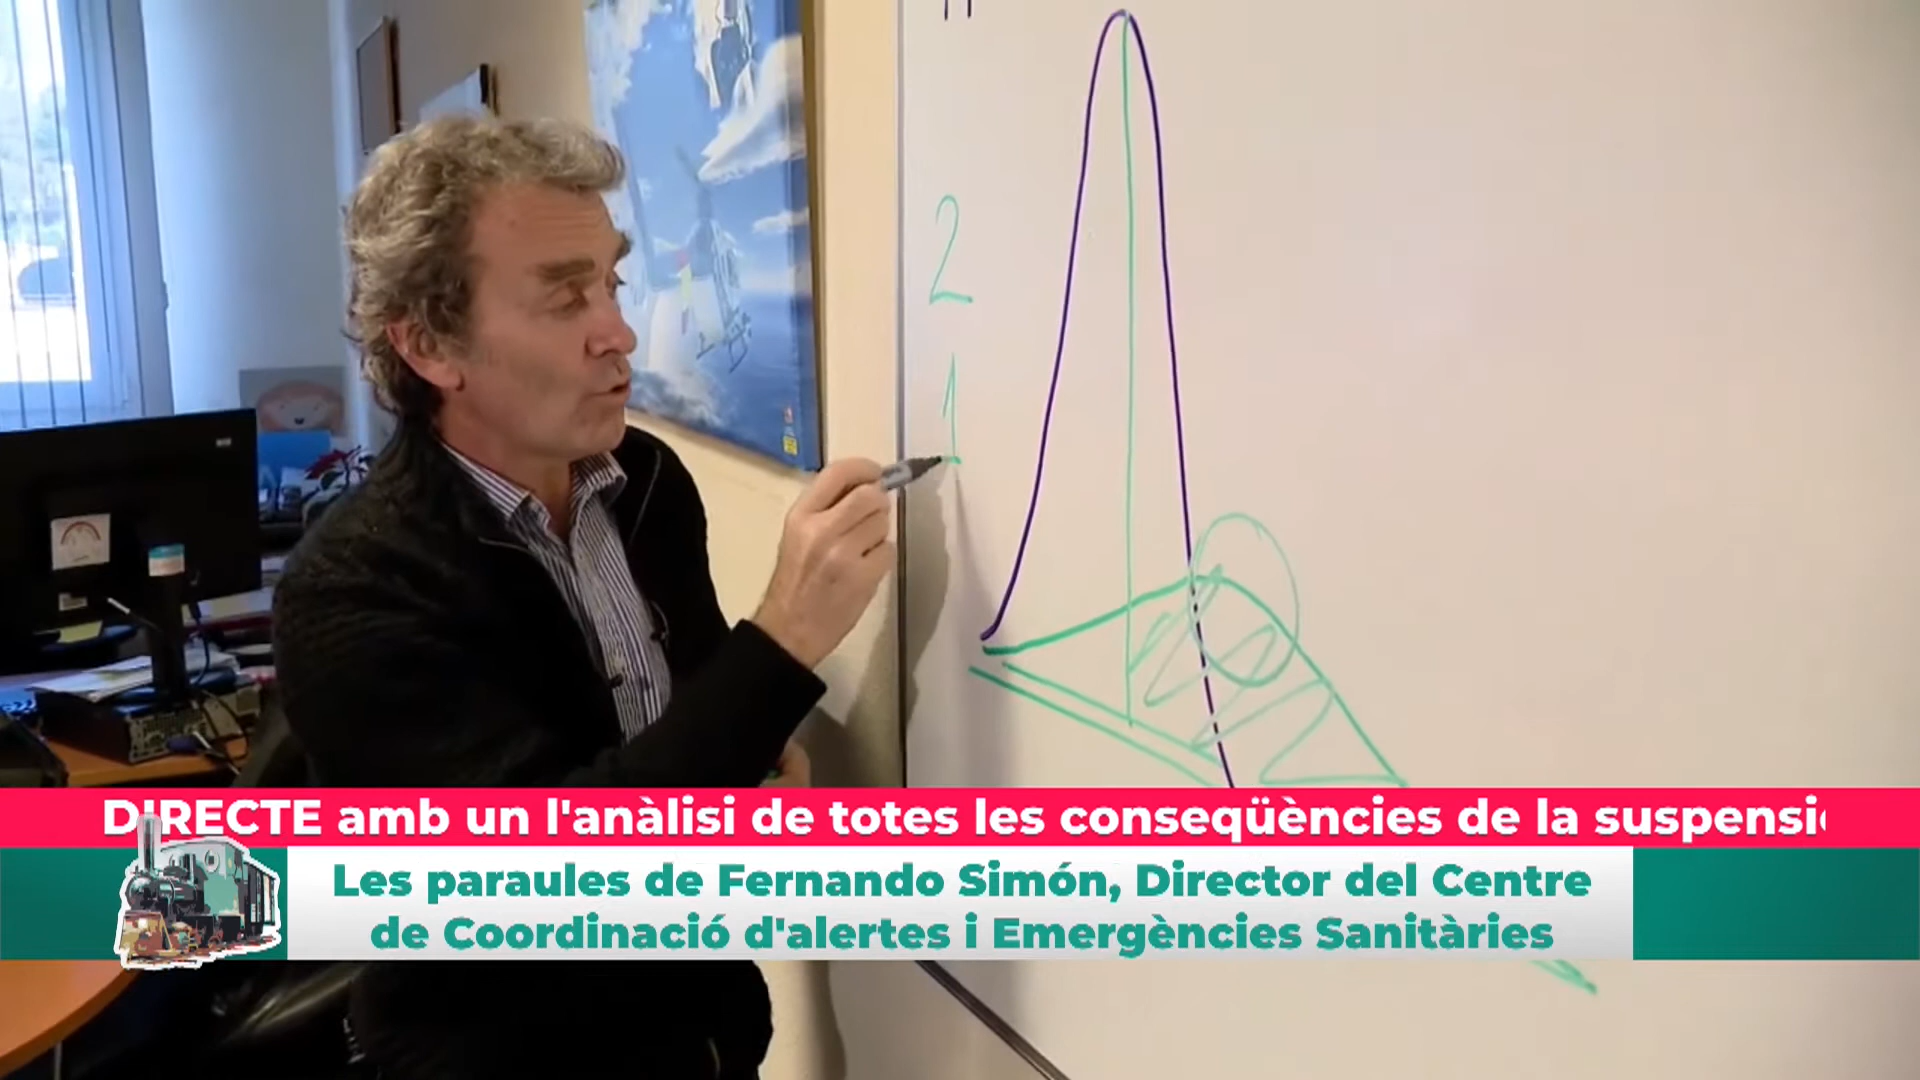 2
1
DIRECTE amb un l'anàlisi de totes les conseqüències de la
Les paraules de Fernando Simón, Director del Centre
de Coordinació d'alertes i Emergències Sanitàries